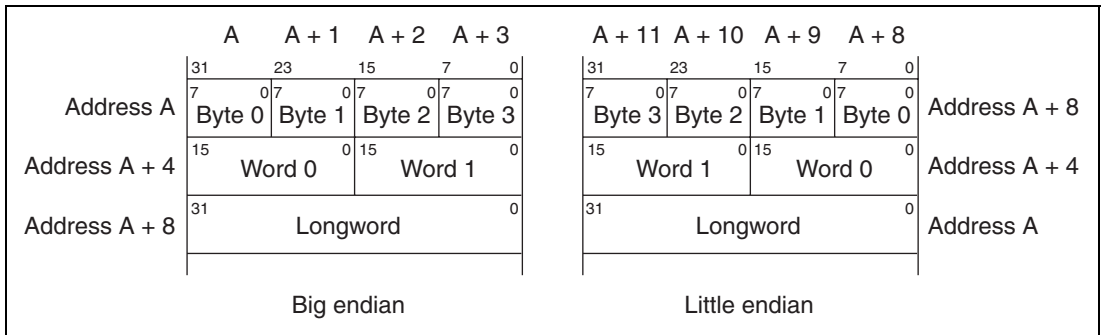 A A + 1 A + 2 A + 3 A + 11 A + 10 A + 9 A + 8
31 23 15 7 0 31 23 15 7 0
7 0 7 0 7 0 7 0 7 0 7 0 7 0 7 0
Address A Byte 0 Byte 1 Byte 2 Byte 3 Byte 3 Byte 2 Byte 1 Byte 0 Address A + 8
15 0 15 0 15 0 15 0
Address A + 4 Word 0 Word 1 Word 1 Word 0 Address A + 4
31 0 31 0
Address A + 8 Longword Longword Address A
Big endian Little endian